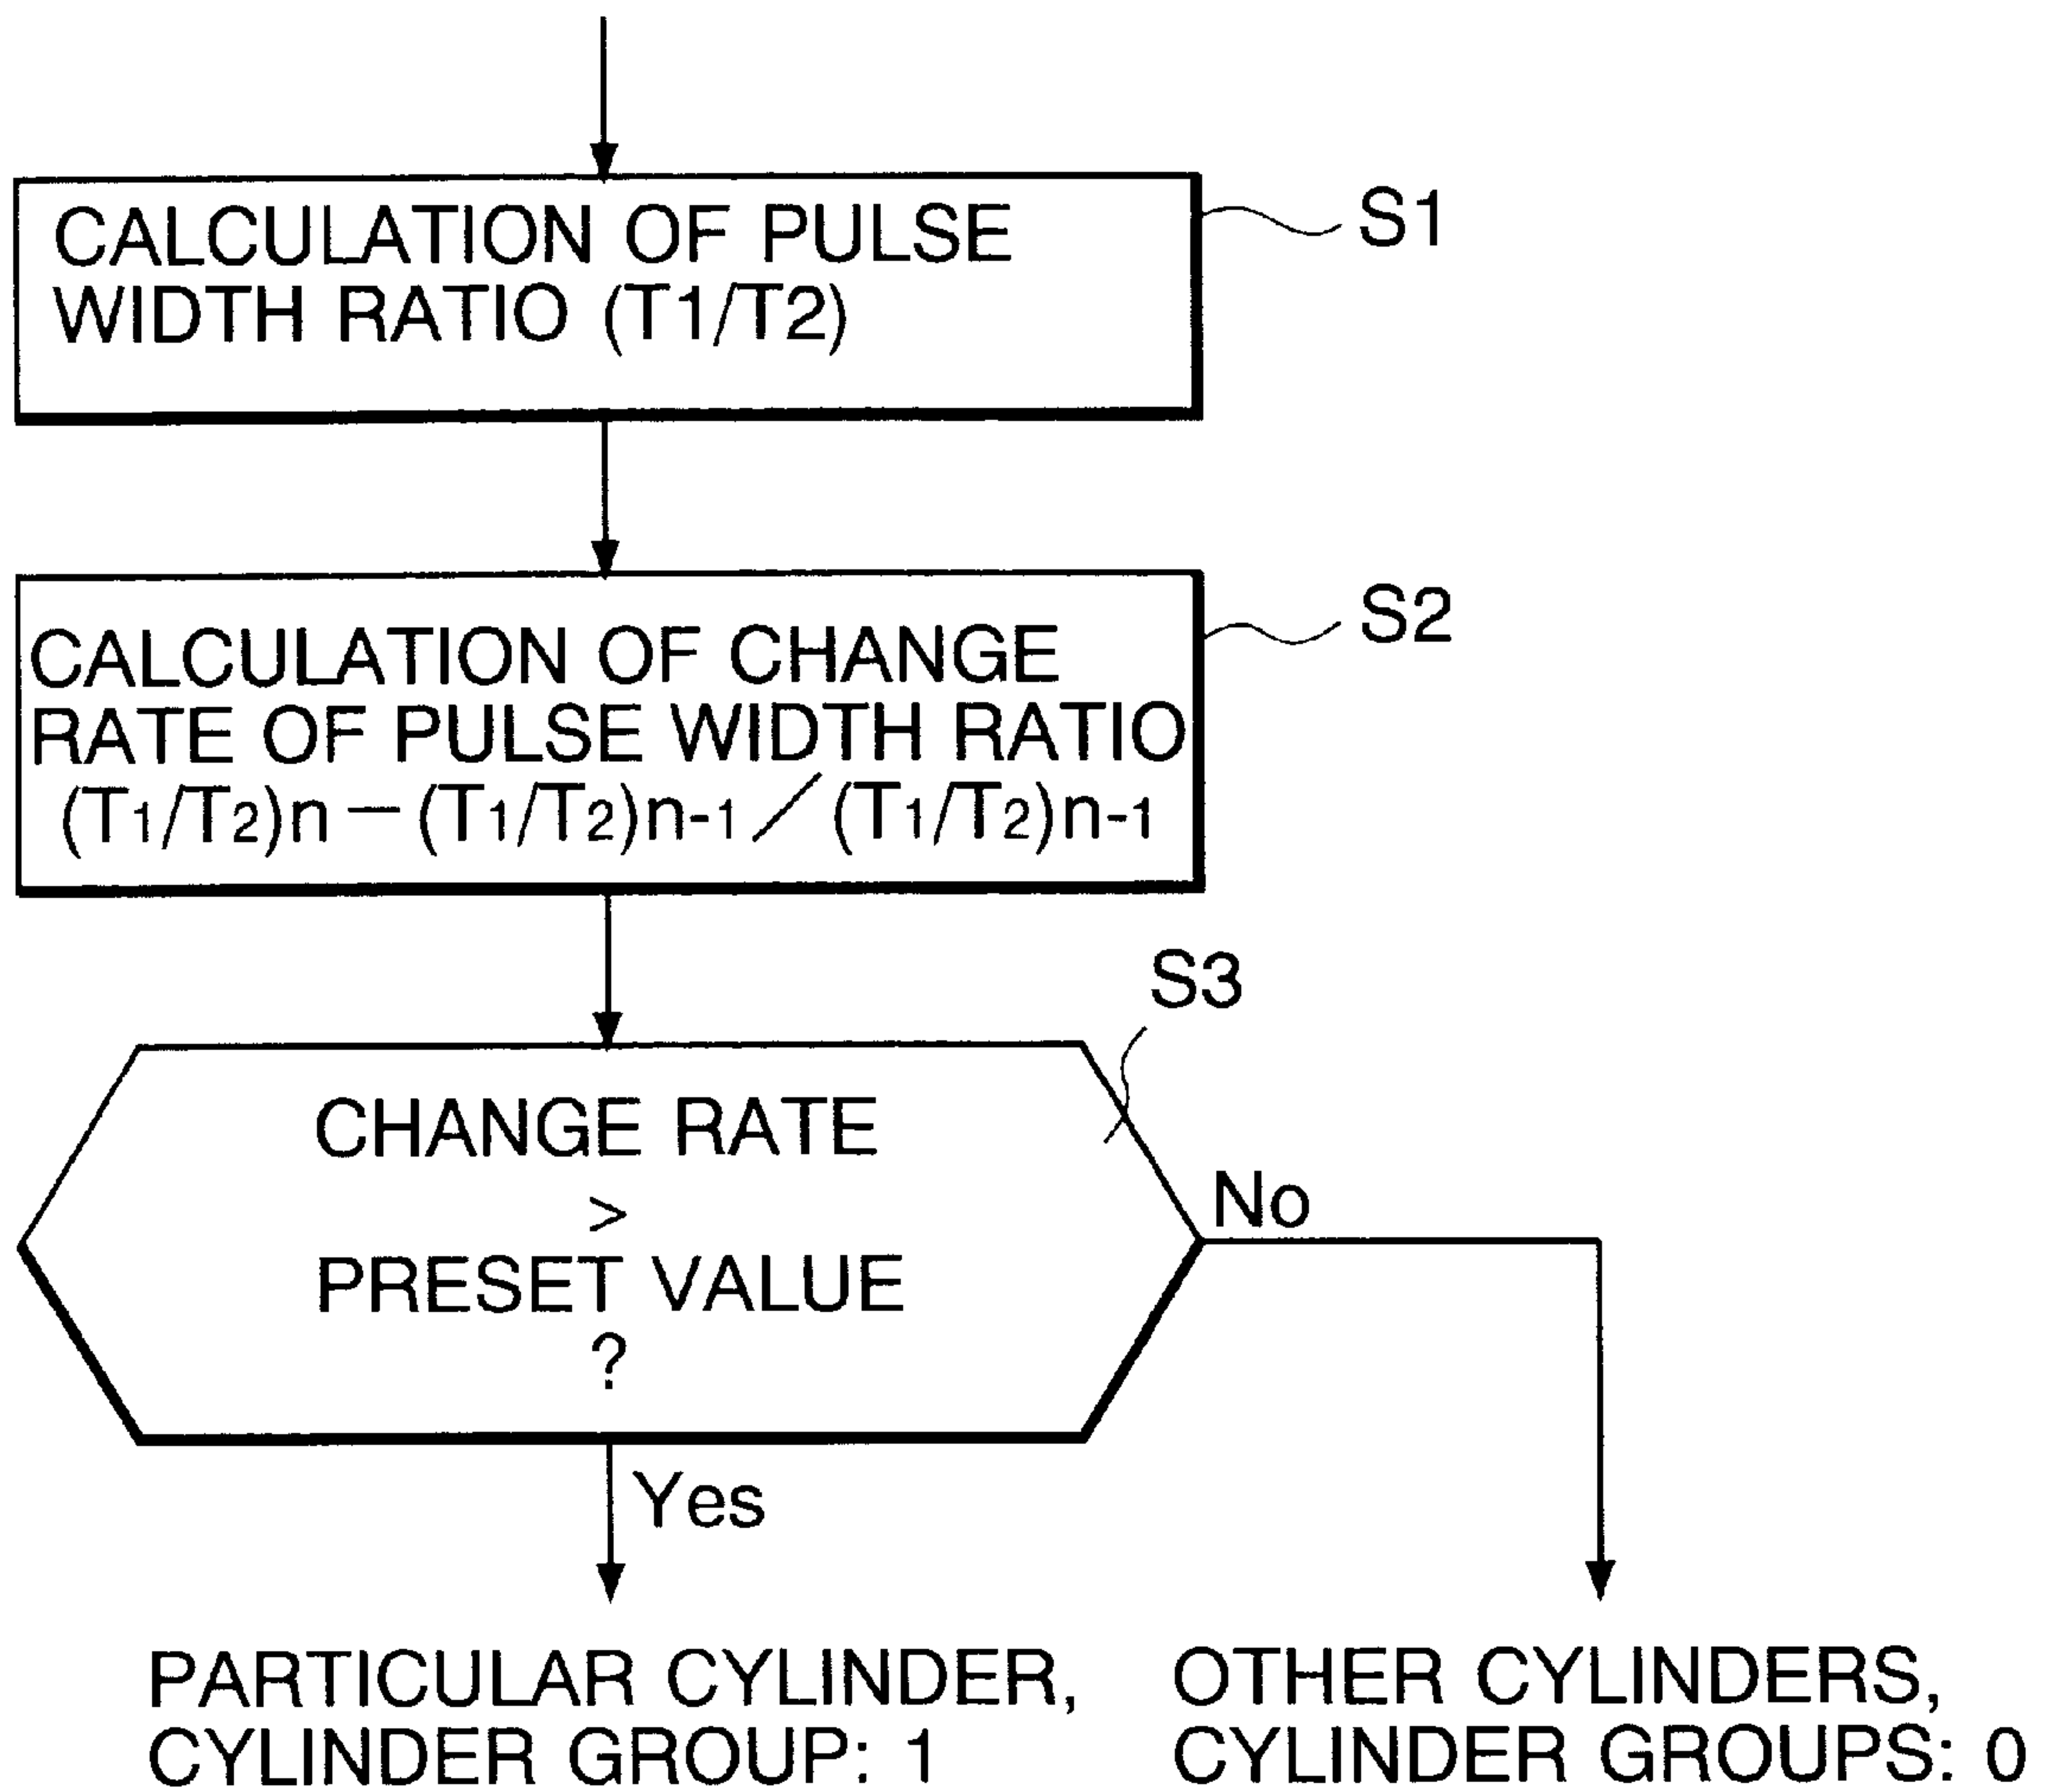 CALCULATION OF PULSE
WIDTH RATIO (T1/T2)
S1
CALCULATION OF CHANGE
RATE OF PULSE WIDTH RATIO
(T1/T2)n — (T1/T2)n-1 / (T1/T2)n-1
S2
S3
CHANGE RATE
>
PRESET VALUE
?
No
Yes
PARTICULAR CYLINDER,
CYLINDER GROUP: 1
OTHER CYLINDERS,
CYLINDER GROUPS: 0